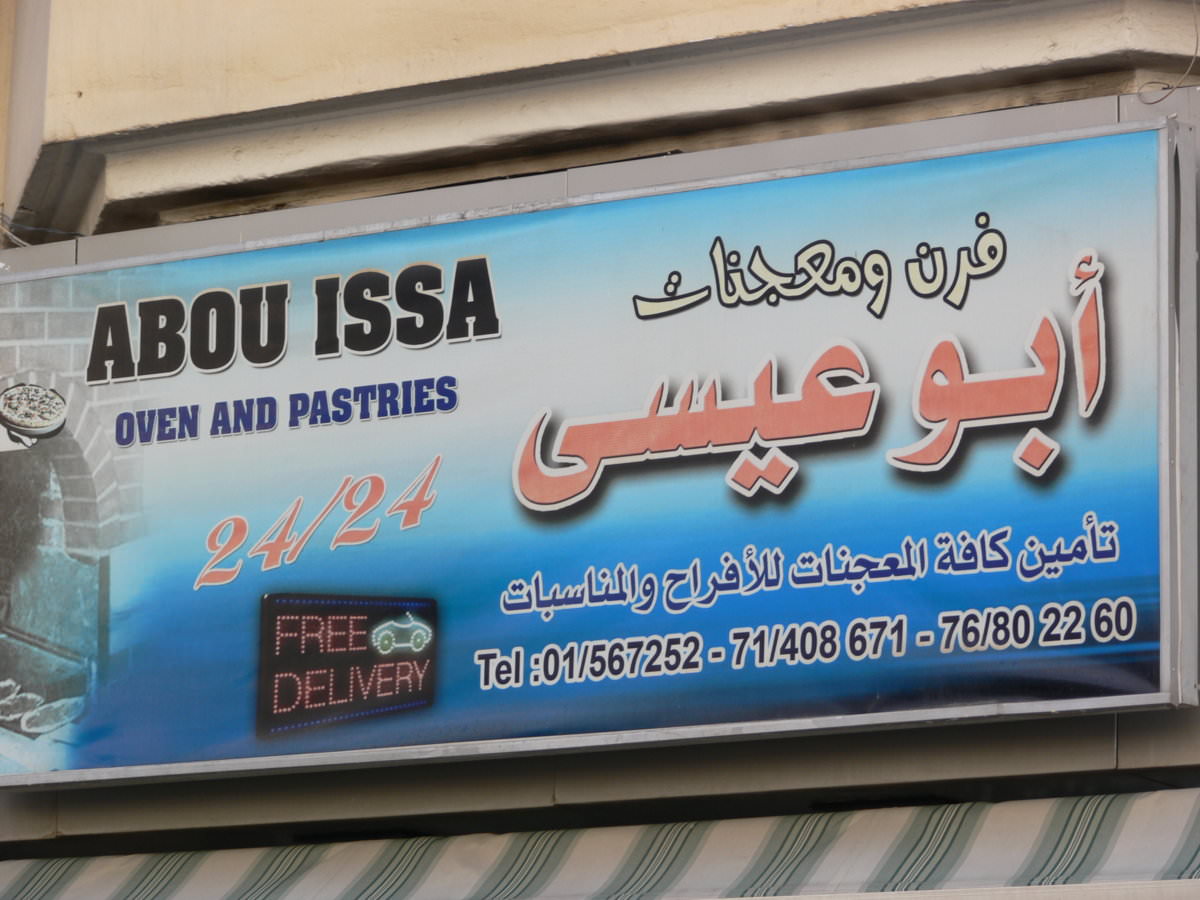 ABOU ISSA
OVEN AND PASTRIES
24/24
FREE
DELIVERY
فرن ومعجنات
أبو عيسى
تأمين كافة المعجنات للأفراح والمناسبات
Tel :01/567252 - 71/408 671 - 76/80 22 60